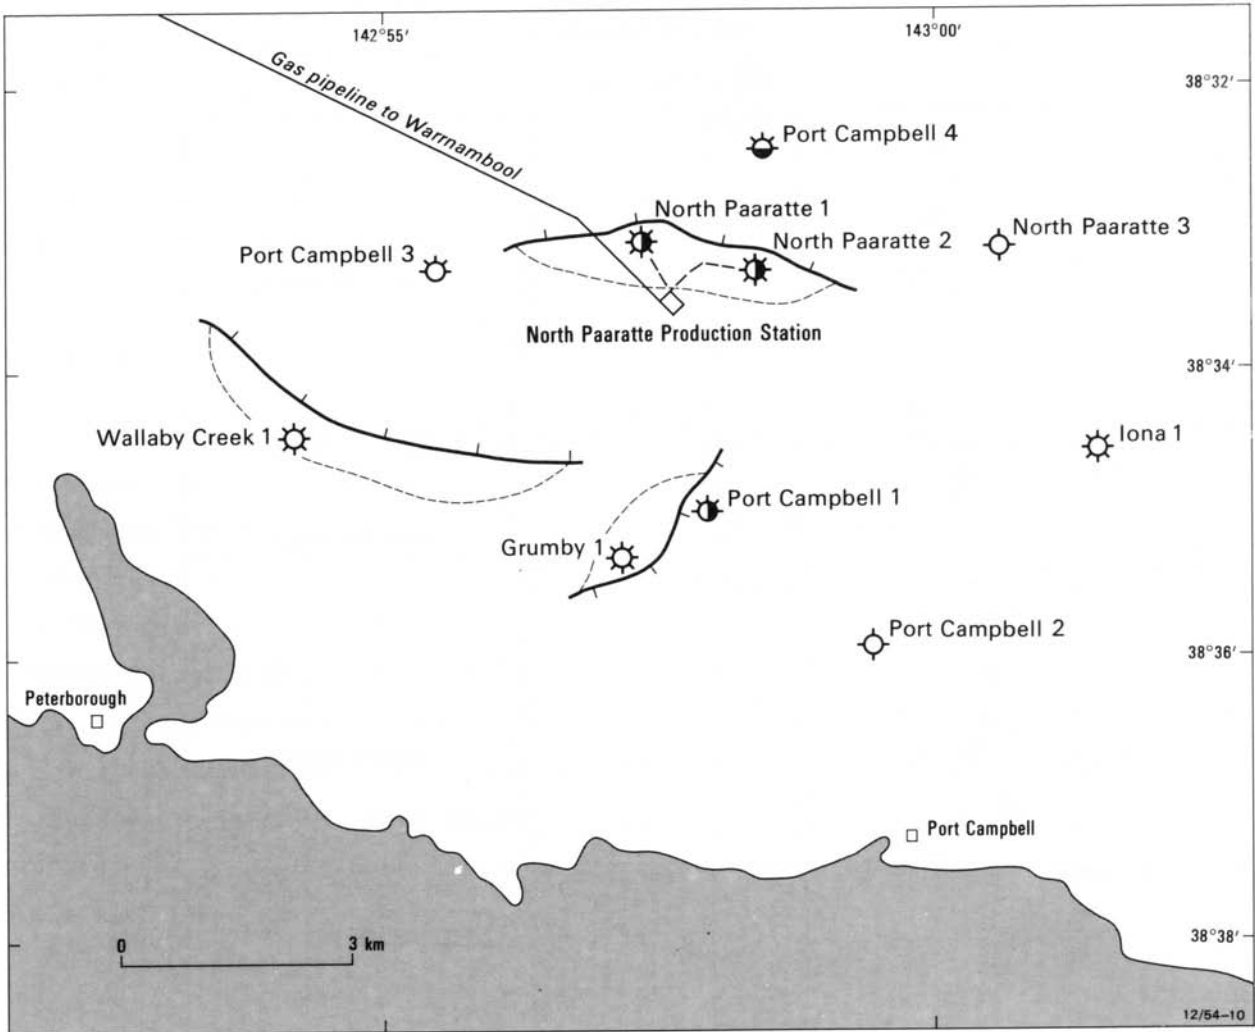 142°55'
143°00'
38°32'
Gas pipeline to Warrnambool
Port Campbell 4
North Paaratte 1
North Paaratte 2
North Paaratte 3
Port Campbell 3
North Paaratte Production Station
38°34'
Wallaby Creek 1
Iona 1
Port Campbell 1
Grumby 1
Port Campbell 2
38°36'
Peterborough
Port Campbell
0
3 km
38°38'
12/54-10